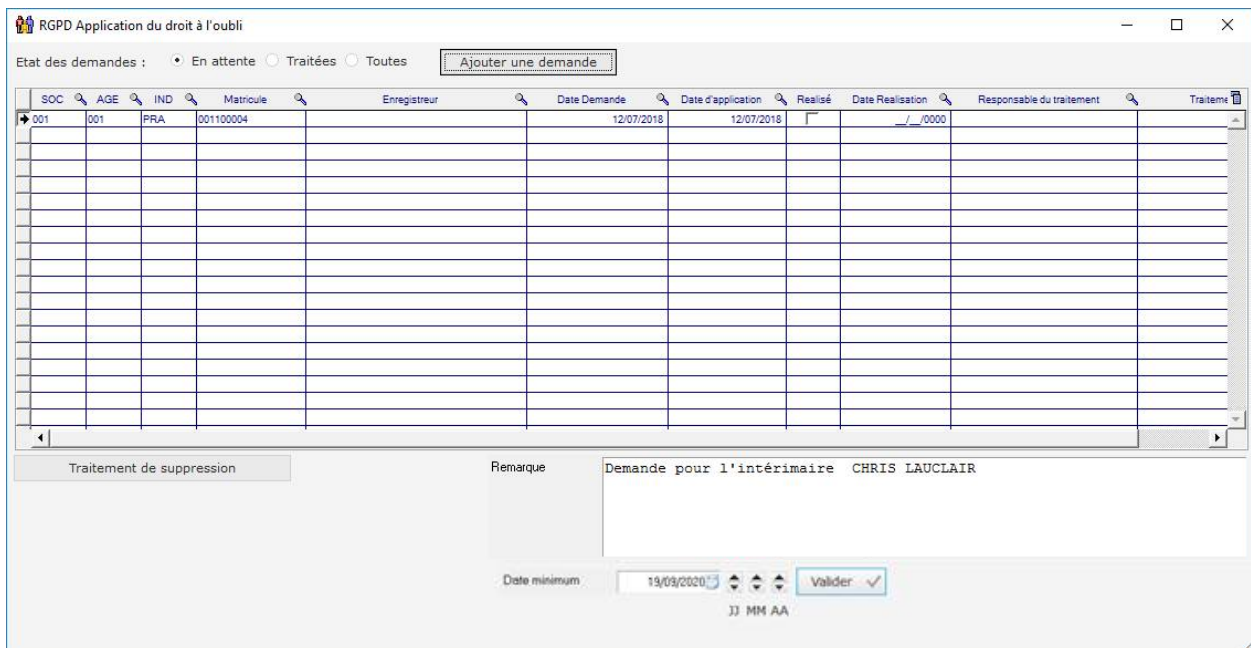 RGPD Application du droit à l'oubli
Etat des demandes : En attente Traitées Toutes Ajouter une demande
SOC AGE IND Matricule Enregistreur Date Demande Date d'application Realisé Date Realisation Responsable du traitement Traiteme
001 001 PRA 001100004 12/07/2018 12/07/2018 __/__/0000
Traitement de suppression
Remarque
Demande pour l'intérimaire CHRIS LAUCLAIR
Date minimum 19/09/2020 Valider
JJ MM AA